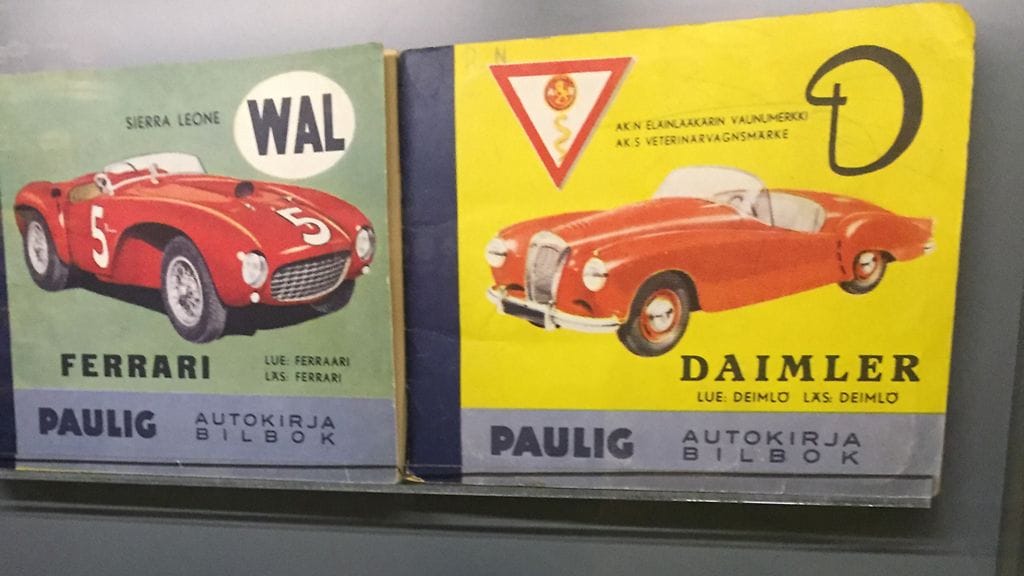 SIERRA LEONE
WAL
5
5
FERRARI
LUE: FERRAARI
LÄS: FERRARI
PAULIG
AUTOKIRJA
BILBOK
AK:N ELÄINLÄÄKÄRIN VAUNUMERKKI
AK:S VETERINÄRVAGNSMÄRKE
D
DAIMLER
LUE: DEIMLÖ LÄS: DEIMLÖ
PAULIG
AUTOKIRJA
BILBOK